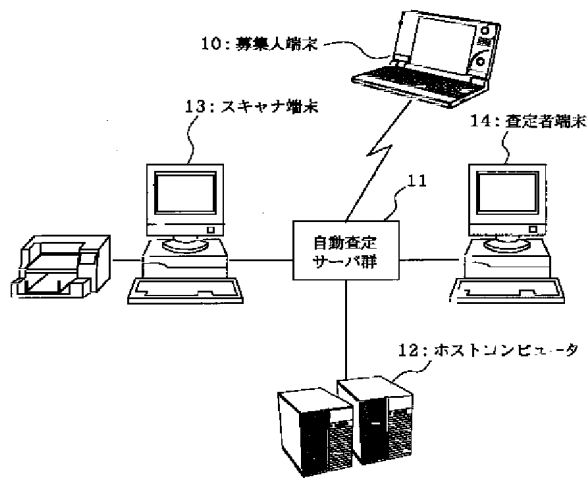 10:募集人端末
13:スキャナ端末
14:査定者端末
11
自動査定
サーバ群
12:ホストコンピュータ